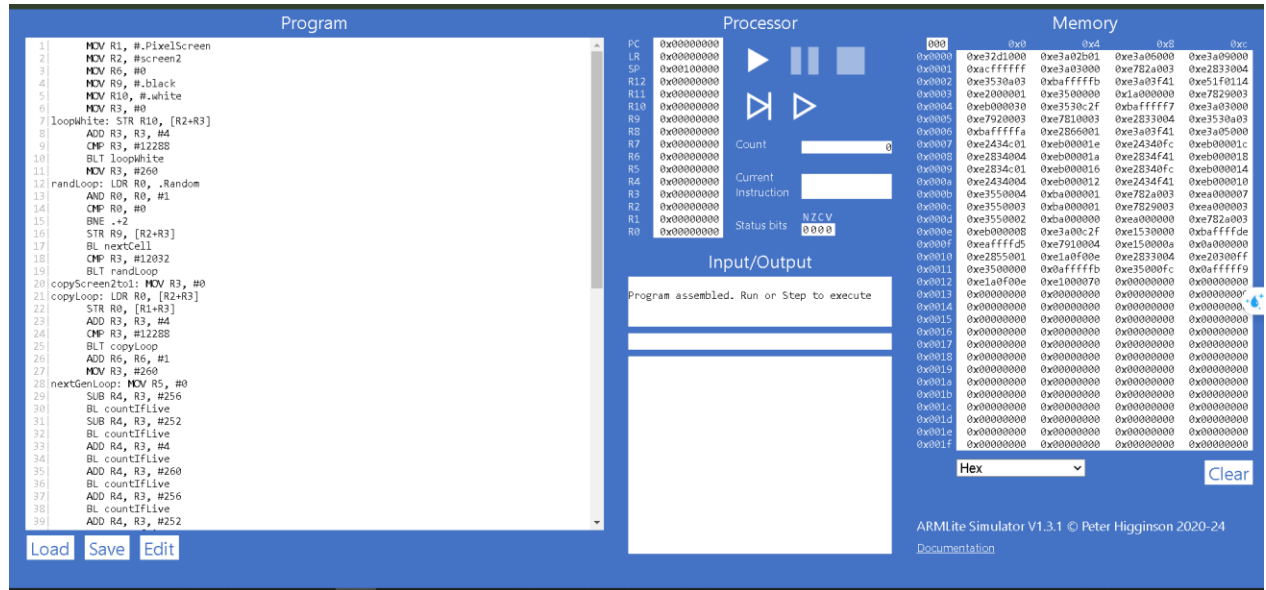 Program
1| MOV R1, #.PixelScreen
2| MOV R2, #screen2
3| MOV R6, #0
4| MOV R9, #.black
5| MOV R10, #.white
6| MOV R3, #0
7|loopWhite: STR R10, [R2+R3]
8| ADD R3, R3, #4
9| CMP R3, #12288
10| BLT loopWhite
11| MOV R3, #260
12|randLoop: LDR R0, .Random
13| AND R0, R0, #1
14| CMP R0, #0
15| BNE .+2
16| STR R9, [R2+R3]
17| BL nextCell
18| CMP R3, #12032
19| BLT randLoop
20|copyScreen2to1: MOV R3, #0
21|copyLoop: LDR R0, [R2+R3]
22| STR R0, [R1+R3]
23| ADD R3, R3, #4
24| CMP R3, #12288
25| BLT copyLoop
26| ADD R6, R6, #1
27| MOV R3, #260
28|nextGenLoop: MOV R5, #0
29| SUB R4, R3, #256
30| BL countIfLive
31| SUB R4, R3, #252
32| BL countIfLive
33| ADD R4, R3, #4
34| BL countIfLive
35| ADD R4, R3, #260
36| BL countIfLive
37| ADD R4, R3, #256
38| BL countIfLive
39| ADD R4, R3, #252
Load Save Edit
Processor
PC 0x00000000
LR 0x00000000
SP 0x00100000
R12 0x00000000
R11 0x00000000
R10 0x00000000
R9 0x00000000
R8 0x00000000
R7 0x00000000
R6 0x00000000
R5 0x00000000
R4 0x00000000
R3 0x00000000
R2 0x00000000
R1 0x00000000
R0 0x00000000
Count 0
Current
Instruction
Status bits
NZCV
0000
Input/Output
Program assembled. Run or Step to execute
Memory
000 0x0 0x4 0x8 0xc
0x0000 0xe32d1000 0xe3a02b01 0xe3a06000 0xe3a09000
0x0001 0xacffffff 0xe3a03000 0xe782a003 0xe2833004
0x0002 0xe3530a03 0xbafffffb 0xe3a03f41 0xe51f0114
0x0003 0xe2000001 0xe3500000 0x1a000000 0xe7829003
0x0004 0xeb000030 0xe3530c2f 0xbafffff7 0xe3a03000
0x0005 0xe7920003 0xe7810003 0xe2833004 0xe3530a03
0x0006 0xbafffffa 0xe2866001 0xe3a03f41 0xe3a05000
0x0007 0xe2434c01 0xeb00001e 0xe24340fc 0xeb00001c
0x0008 0xe2834004 0xeb00001a 0xe2834f41 0xeb000018
0x0009 0xe2834c01 0xeb000016 0xe28340fc 0xeb000014
0x000a 0xe2434004 0xeb000012 0xe2434f41 0xeb000010
0x000b 0xe3550004 0xba000001 0xe782a003 0xea000007
0x000c 0xe3550003 0xba000001 0xe7829003 0xea000003
0x000d 0xe3550002 0xba000000 0xea000000 0xe782a003
0x000e 0xeb000008 0xe3a00c2f 0xe1530000 0xbaffffde
0x000f 0xeaffffd5 0xe7910004 0xe150000a 0x0a000000
0x0010 0xe2855001 0xe1a0f00e 0xe2833004 0xe20300ff
0x0011 0xe3500000 0x0afffffb 0xe35000fc 0x0afffff9
0x0012 0xe1a0f00e 0xe1000070 0x00000000 0x00000000
0x0013 0x00000000 0x00000000 0x00000000
0x0014 0x00000000 0x00000000 0x00000000 0x00000000
0x0015 0x00000000 0x00000000 0x00000000 0x00000000
0x0016 0x00000000 0x00000000 0x00000000 0x00000000
0x0017 0x00000000 0x00000000 0x00000000 0x00000000
0x0018 0x00000000 0x00000000 0x00000000 0x00000000
0x0019 0x00000000 0x00000000 0x00000000 0x00000000
0x001a 0x00000000 0x00000000 0x00000000 0x00000000
0x001b 0x00000000 0x00000000 0x00000000 0x00000000
0x001c 0x00000000 0x00000000 0x00000000 0x00000000
0x001d 0x00000000 0x00000000 0x00000000 0x00000000
0x001e 0x00000000 0x00000000 0x00000000 0x00000000
0x001f 0x00000000 0x00000000 0x00000000 0x00000000
Hex
Clear
ARMLite Simulator V1.3.1 © Peter Higginson 2020-24
Documentation